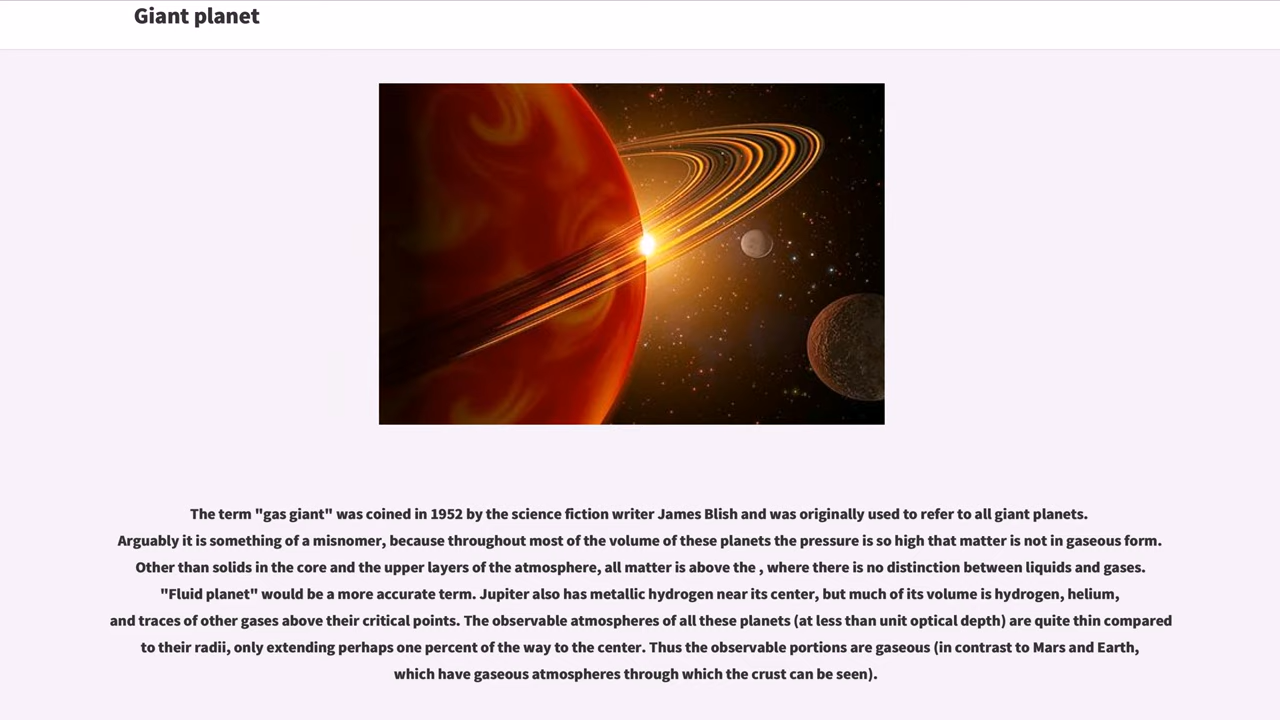 Giant planet
The term "gas giant" was coined in 1952 by the science fiction writer James Blish and was originally used to refer to all giant planets.
Arguably it is something of a misnomer, because throughout most of the volume of these planets the pressure is so high that matter is not in gaseous form.
Other than solids in the core and the upper layers of the atmosphere, all matter is above the , where there is no distinction between liquids and gases.
"Fluid planet" would be a more accurate term. Jupiter also has metallic hydrogen near its center, but much of its volume is hydrogen, helium,
and traces of other gases above their critical points. The observable atmospheres of all these planets (at less than unit optical depth) are quite thin compared
to their radii, only extending perhaps one percent of the way to the center. Thus the observable portions are gaseous (in contrast to Mars and Earth,
which have gaseous atmospheres through which the crust can be seen).